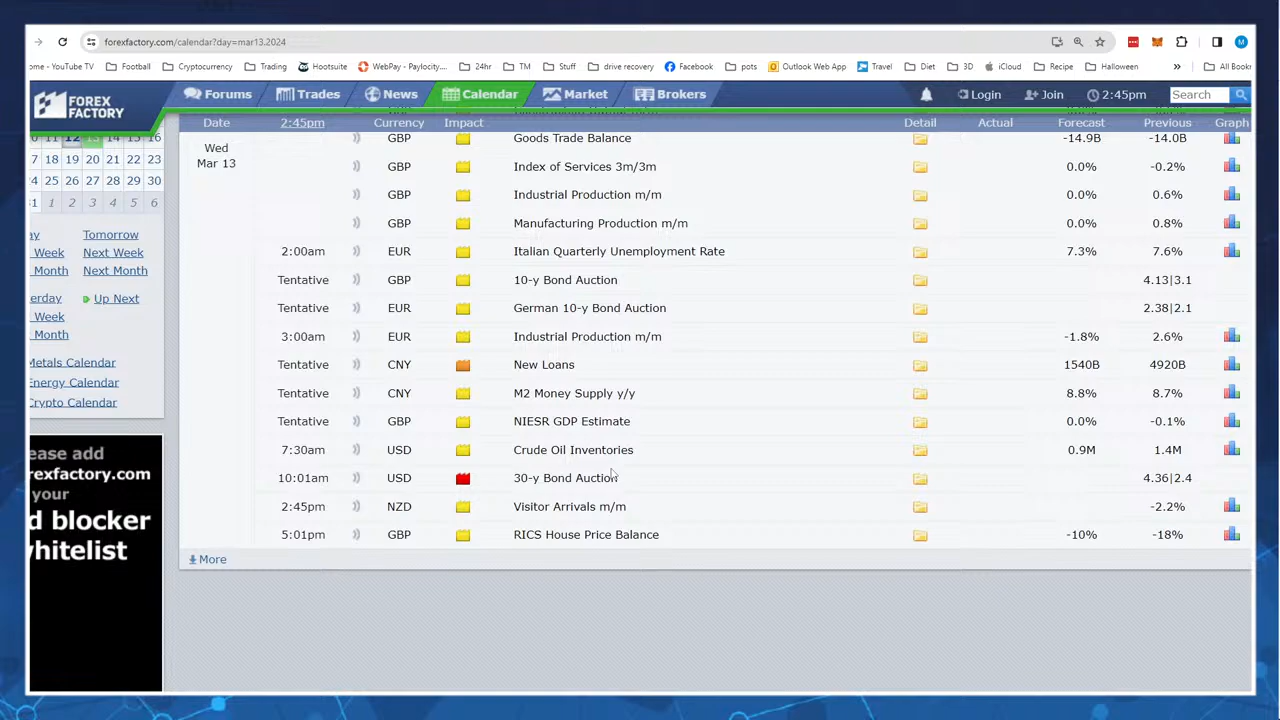 forexfactory.com/calendar?day=mar13.2024
ome - YouTube TV Football Cryptocurrency Trading Hootsuite WebPay - Paylocity... 24hr TM Stuff drive recovery Facebook pots Outlook Web App Travel Diet 3D iCloud Recipe Halloween » All Book
FOREX FACTORY Forums Trades News Calendar Market Brokers Login Join 2:45pm Search
Date 2:45pm Currency Impact Detail Actual Forecast Previous Graph
10 11 12 13 14 15 16
17 18 19 20 21 22 23
24 25 26 27 28 29 30
31 1 2 3 4 5 6
ay Tomorrow
Week Next Week
Month Next Month
erday Up Next
Week
Month
Metals Calendar
Energy Calendar
Crypto Calendar
ease add
rexfactory.com
your
d blocker
whitelist
Wed
Mar 13
GBP Goods Trade Balance -14.9B -14.0B
GBP Index of Services 3m/3m 0.0% -0.2%
GBP Industrial Production m/m 0.0% 0.6%
GBP Manufacturing Production m/m 0.0% 0.8%
2:00am EUR Italian Quarterly Unemployment Rate 7.3% 7.6%
Tentative GBP 10-y Bond Auction 4.13|3.1
Tentative EUR German 10-y Bond Auction 2.38|2.1
3:00am EUR Industrial Production m/m -1.8% 2.6%
Tentative CNY New Loans 1540B 4920B
Tentative CNY M2 Money Supply y/y 8.8% 8.7%
Tentative GBP NIESR GDP Estimate 0.0% -0.1%
7:30am USD Crude Oil Inventories 0.9M 1.4M
10:01am USD 30-y Bond Auction 4.36|2.4
2:45pm NZD Visitor Arrivals m/m -2.2%
5:01pm GBP RICS House Price Balance -10% -18%
More